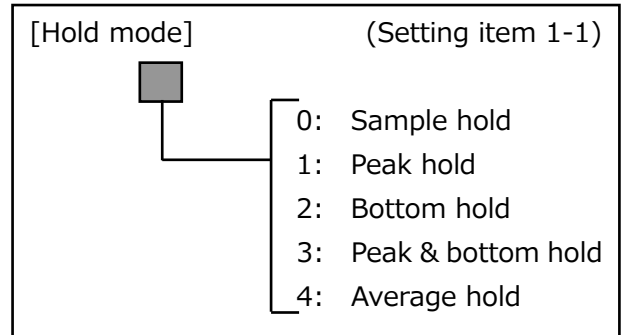 [Hold mode] (Setting item 1-1)
0: Sample hold
1: Peak hold
2: Bottom hold
3: Peak & bottom hold
4: Average hold